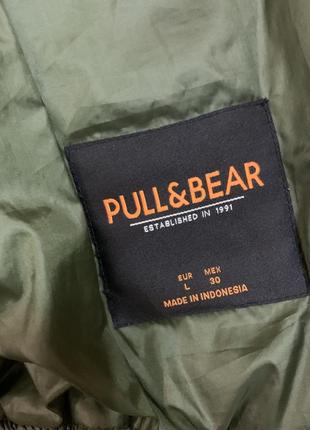 PULL&BEAR
ESTABLISHED IN 1991
EUR MEX
L 30
MADE IN INDONESIA